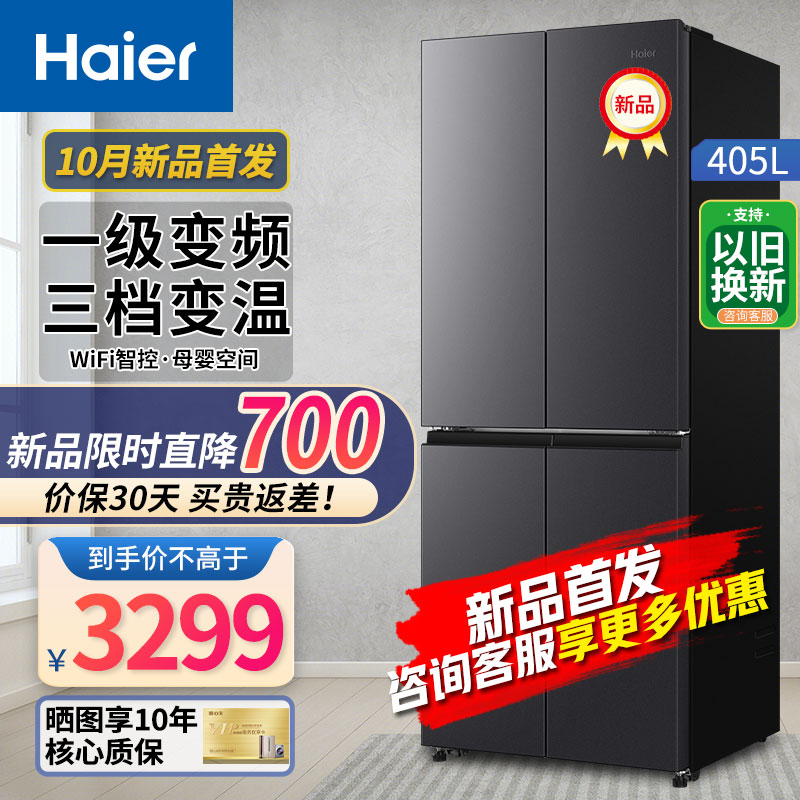 Haier
Haier
新品
10月新品首发
405L
一级变频
三档变温
WiFi智控·母婴空间
支持
以旧
换新
咨询客服
新品限时直降700
价保30天 买贵返差！
到手价不高于
¥3299
新品首发
咨询客服享更多优惠
晒图享10年
核心质保
VIP